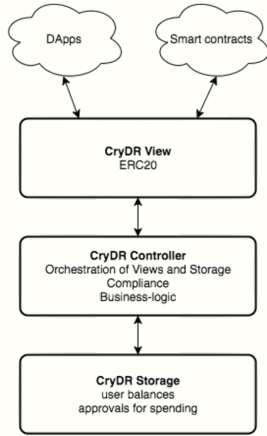 DApps
Smart contracts
CryDR View
ERC20
CryDR Controller
Orchestration of Views and Storage
Compliance
Business-logic
CryDR Storage
user balances
approvals for spending